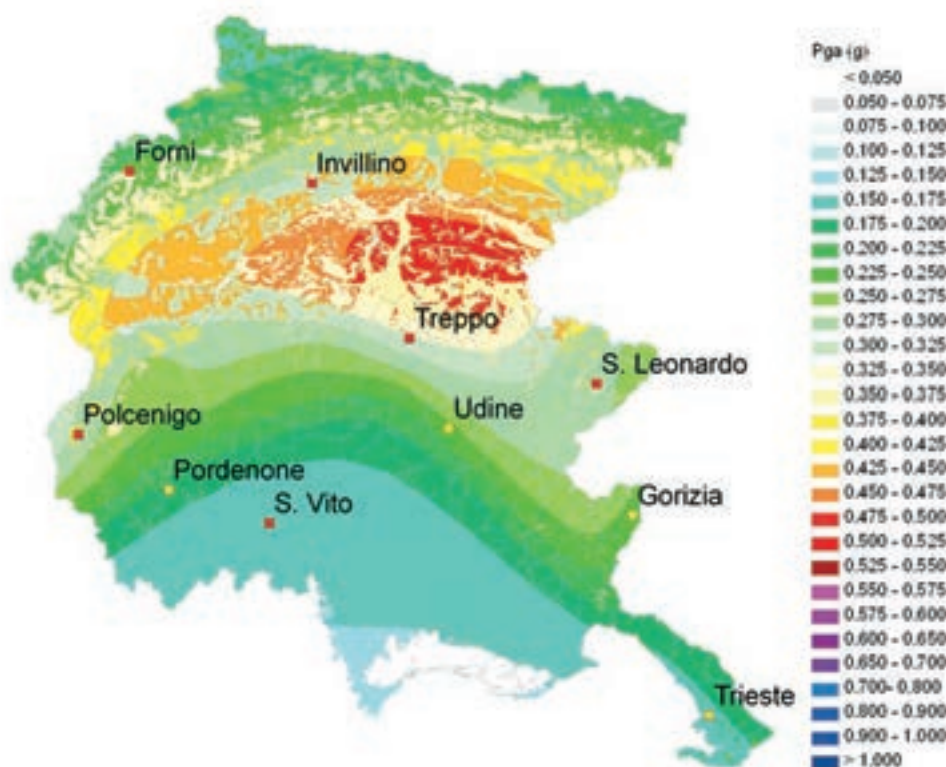 Forni
Invillino
Treppo
S. Leonardo
Polcenigo
Udine
Pordenone
S. Vito
Gorizia
Trieste
Pga (g)
< 0.050
0.050 - 0.075
0.075 - 0.100
0.100 - 0.125
0.125 - 0.150
0.150 - 0.175
0.175 - 0.200
0.200 - 0.225
0.225 - 0.250
0.250 - 0.275
0.275 - 0.300
0.300 - 0.325
0.325 - 0.350
0.350 - 0.375
0.375 - 0.400
0.400 - 0.425
0.425 - 0.450
0.450 - 0.475
0.475 - 0.500
0.500 - 0.525
0.525 - 0.550
0.550 - 0.575
0.575 - 0.600
0.600 - 0.650
0.650 - 0.700
0.700- 0.800
0.800 - 0.900
0.900 - 1.000
> 1.000